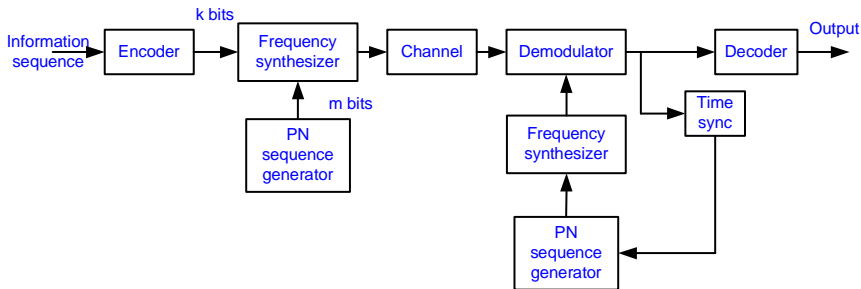 k bits
Output
Information
sequence
Encoder
Frequency
synthesizer
Channel
Demodulator
Decoder
m bits
Time
sync
PN
sequence
generator
Frequency
synthesizer
PN
sequence
generator